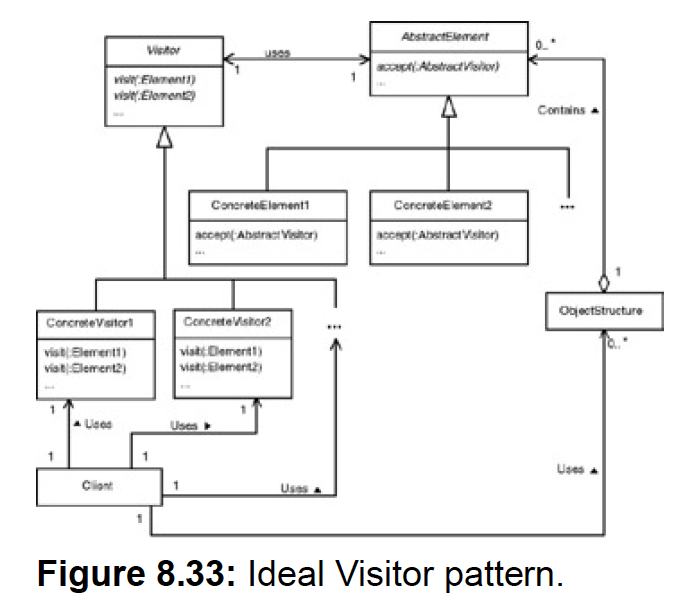 Visitor
visit(:Element1)
visit(:Element2)
...
uses
1
1
AbstractElement
accept(:AbstractVisitor)
...
0..*
Contains ▲
ConcreteElement1
accept(:AbstractVisitor)
...
ConcreteElement2
accept(:AbstractVisitor)
...
...
1
ObjectStructure
0..*
ConcreteVisitor1
visit(:Element1)
visit(:Element2)
...
ConcreteVisitor2
visit(:Element1)
visit(:Element2)
...
...
1
▲ Uses
1
1
Uses ▶
1
Client
1
Uses ▲
1
Uses ▲
Figure 8.33: Ideal Visitor pattern.